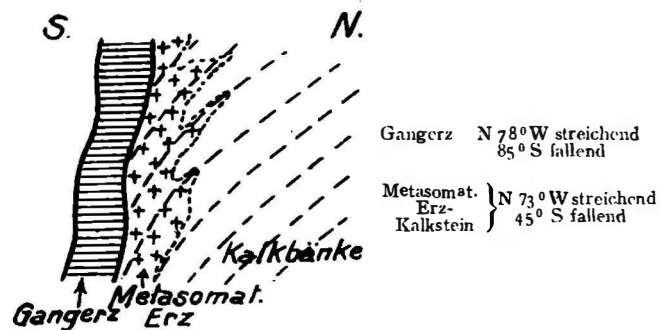 S.
N.
Gangerz N 78° W streichend
85° S fallend
Metasomat.
Erz-
Kalkstein
N 73° W streichend
45° S fallend
Kalkbänke
Metasomat.
Erz
Gangerz